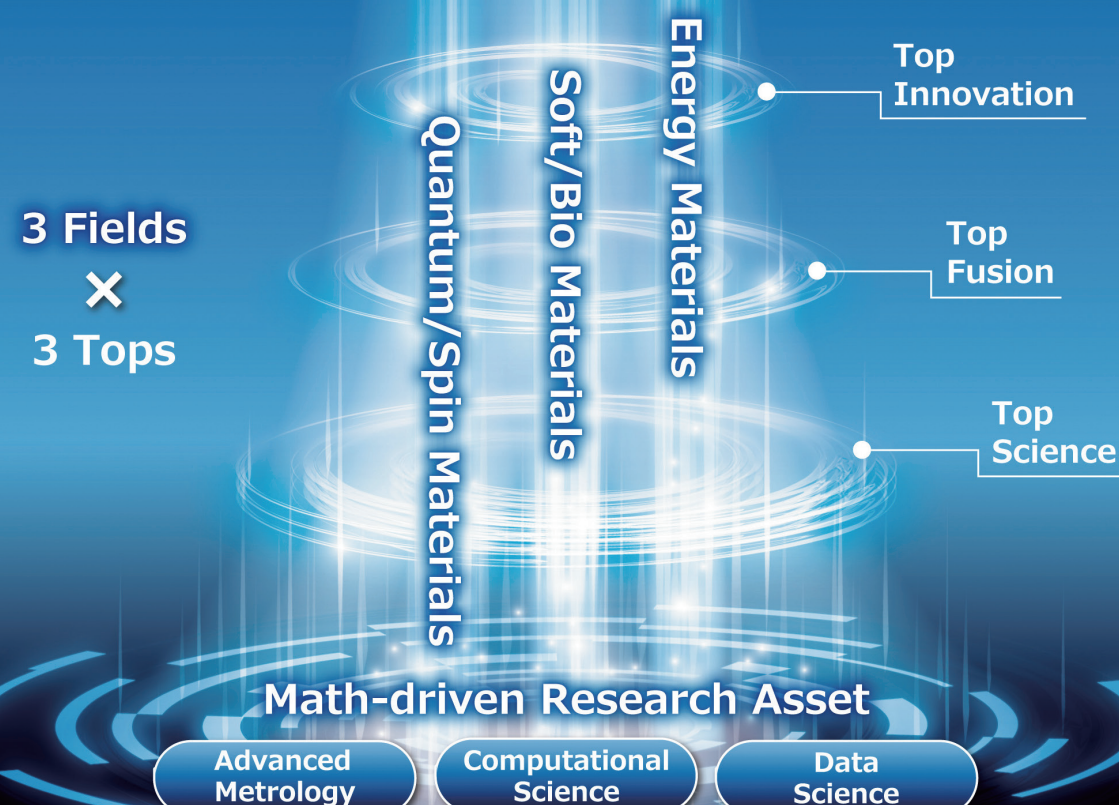 3 Fields
×
3 Tops
Quantum/Spin Materials
Soft/Bio Materials
Energy Materials
Top
Innovation
Top
Fusion
Top
Science
Math-driven Research Asset
Advanced
Metrology
Computational
Science
Data
Science